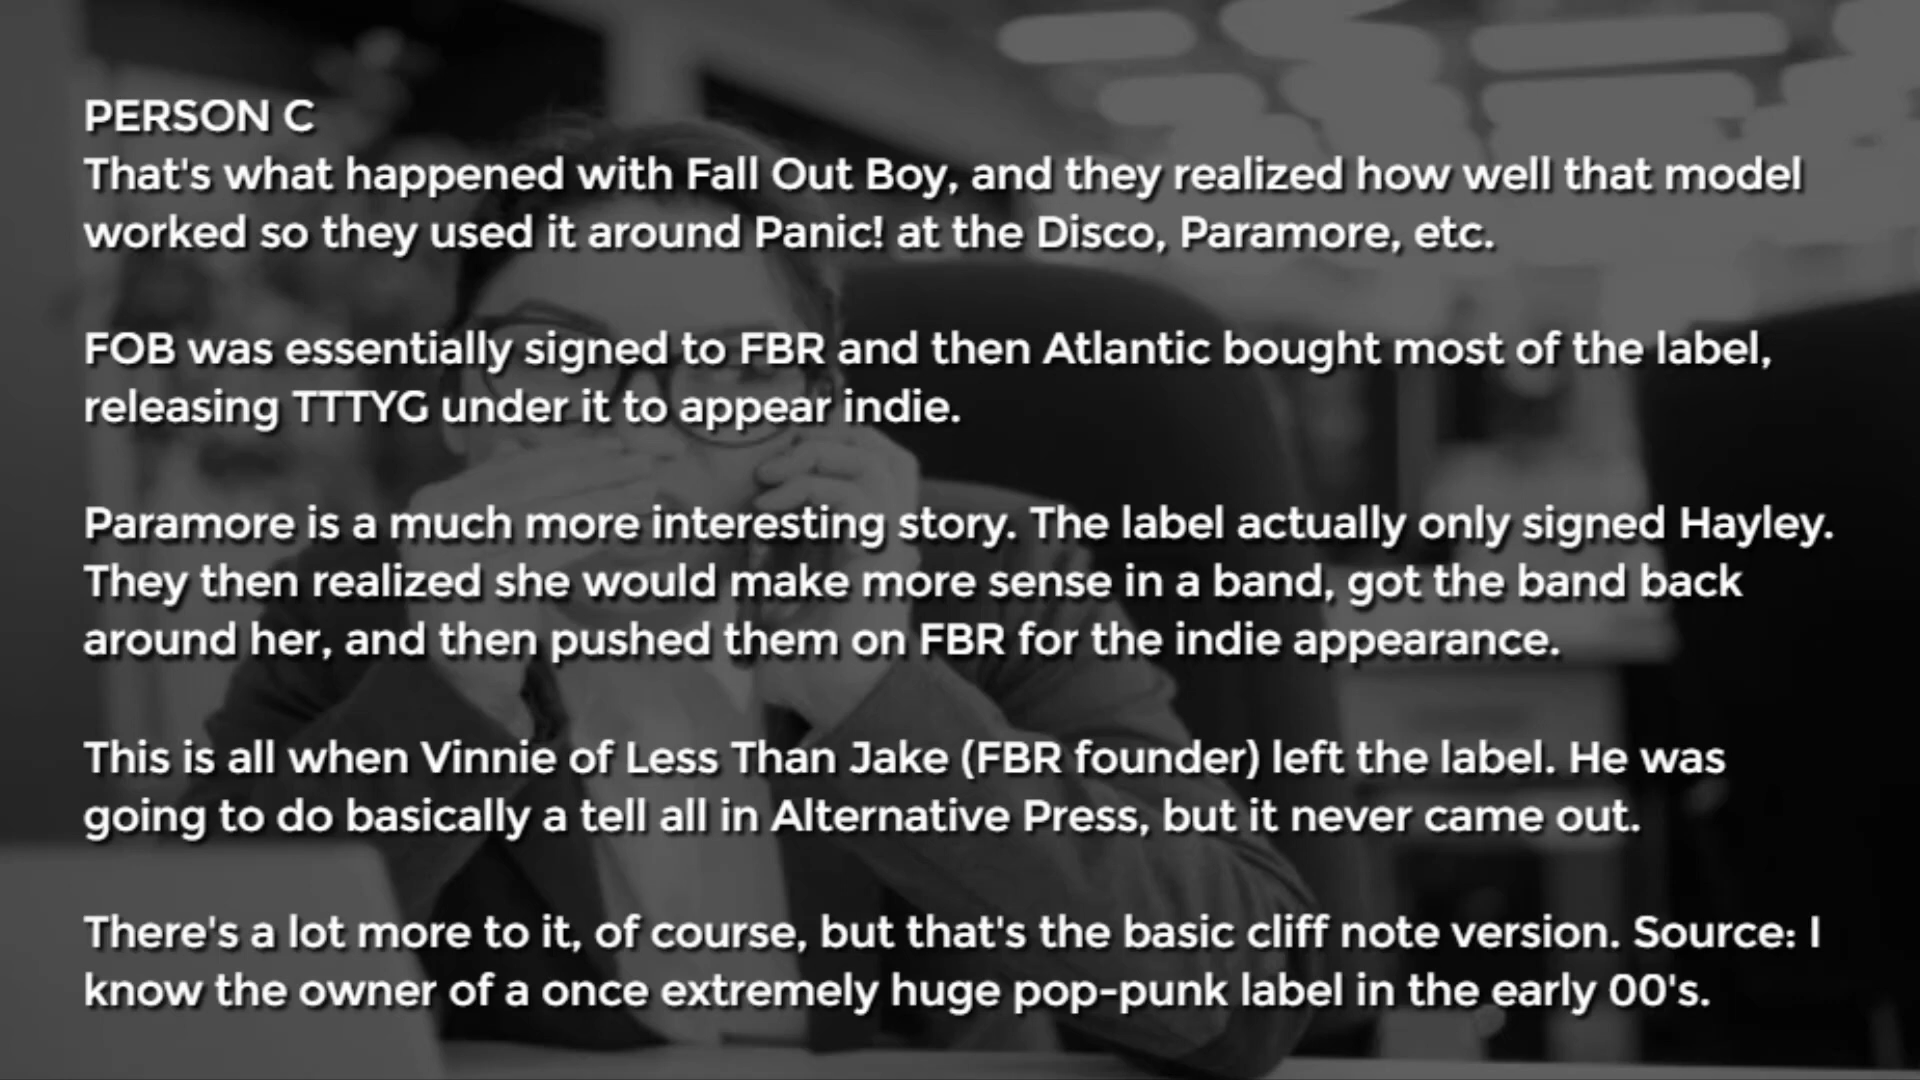 PERSON C
That's what happened with Fall Out Boy, and they realized how well that model
worked so they used it around Panic! at the Disco, Paramore, etc.
FOB was essentially signed to FBR and then Atlantic bought most of the label,
releasing TTTYG under it to appear indie.
Paramore is a much more interesting story. The label actually only signed Hayley.
They then realized she would make more sense in a band, got the band back
around her, and then pushed them on FBR for the indie appearance.
This is all when Vinnie of Less Than Jake (FBR founder) left the label. He was
going to do basically a tell all in Alternative Press, but it never came out.
There's a lot more to it, of course, but that's the basic cliff note version. Source: I
know the owner of a once extremely huge pop-punk label in the early 00's.